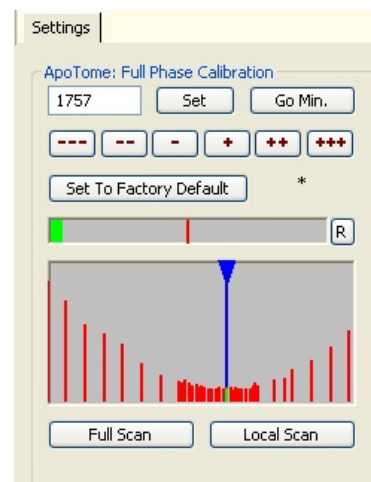 Settings
ApoTome: Full Phase Calibration
1757 Set Go Min.
--- -- - + ++ +++
Set To Factory Default *
R
Full Scan Local Scan